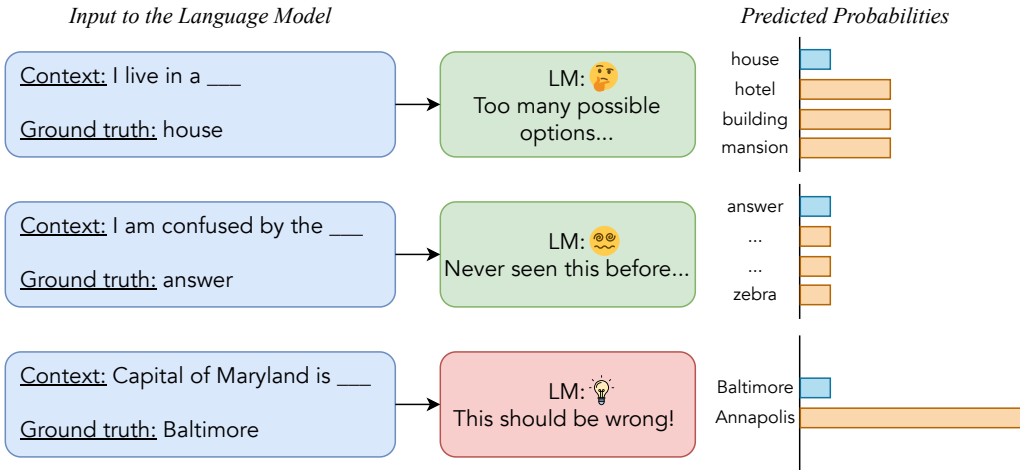 Input to the Language Model
Predicted Probabilities
Context: I live in a ___
Ground truth: house
LM:
Too many possible
options...
house
hotel
building
mansion
Context: I am confused by the ___
Ground truth: answer
LM:
Never seen this before...
answer
...
...
zebra
Context: Capital of Maryland is ___
Ground truth: Baltimore
LM:
This should be wrong!
Baltimore
Annapolis